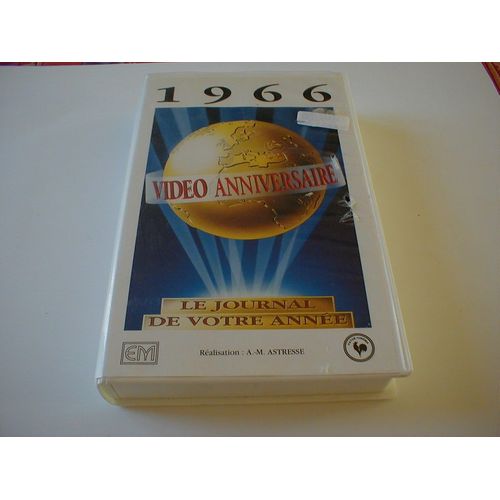 1966
VIDEO ANNIVERSAIRE
LE JOURNAL
DE VOTRE ANNÉE
EM
Réalisation : A.-M. ASTRESSE